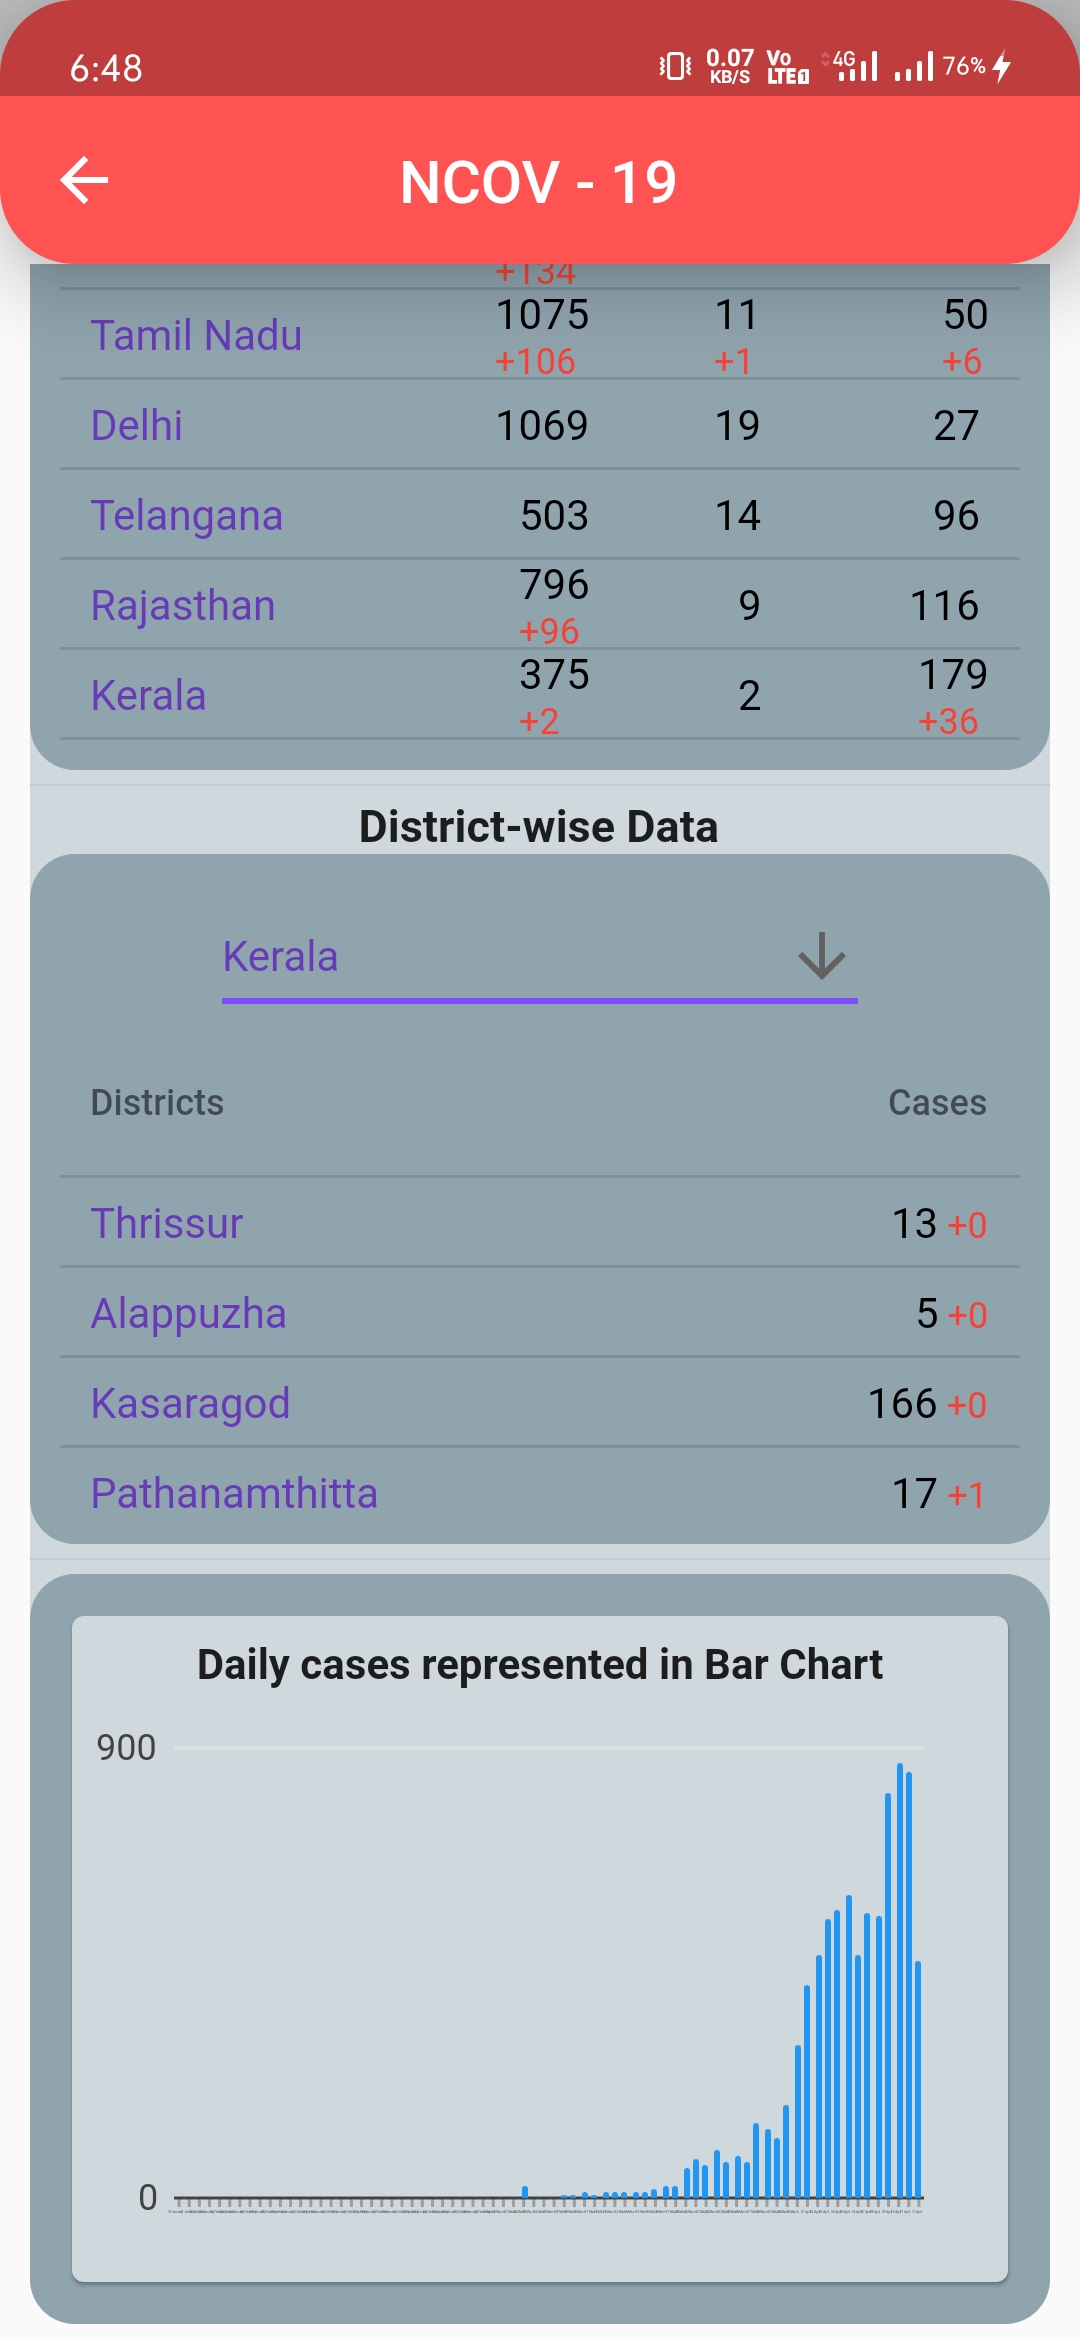 6:48 0.07 KB/S Vo LTE 1 4G 76%
NCOV - 19
+134
Tamil Nadu 1075 +106 11 +1 50 +6
Delhi 1069 19 27
Telangana 503 14 96
Rajasthan 796 +96 9 116
Kerala 375 +2 2 179 +36
District-wise Data
Kerala
Districts Cases
Thrissur 13 +0
Alappuzha 5 +0
Kasaragod 166 +0
Pathanamthitta 17 +1
Daily cases represented in Bar Chart
900
0